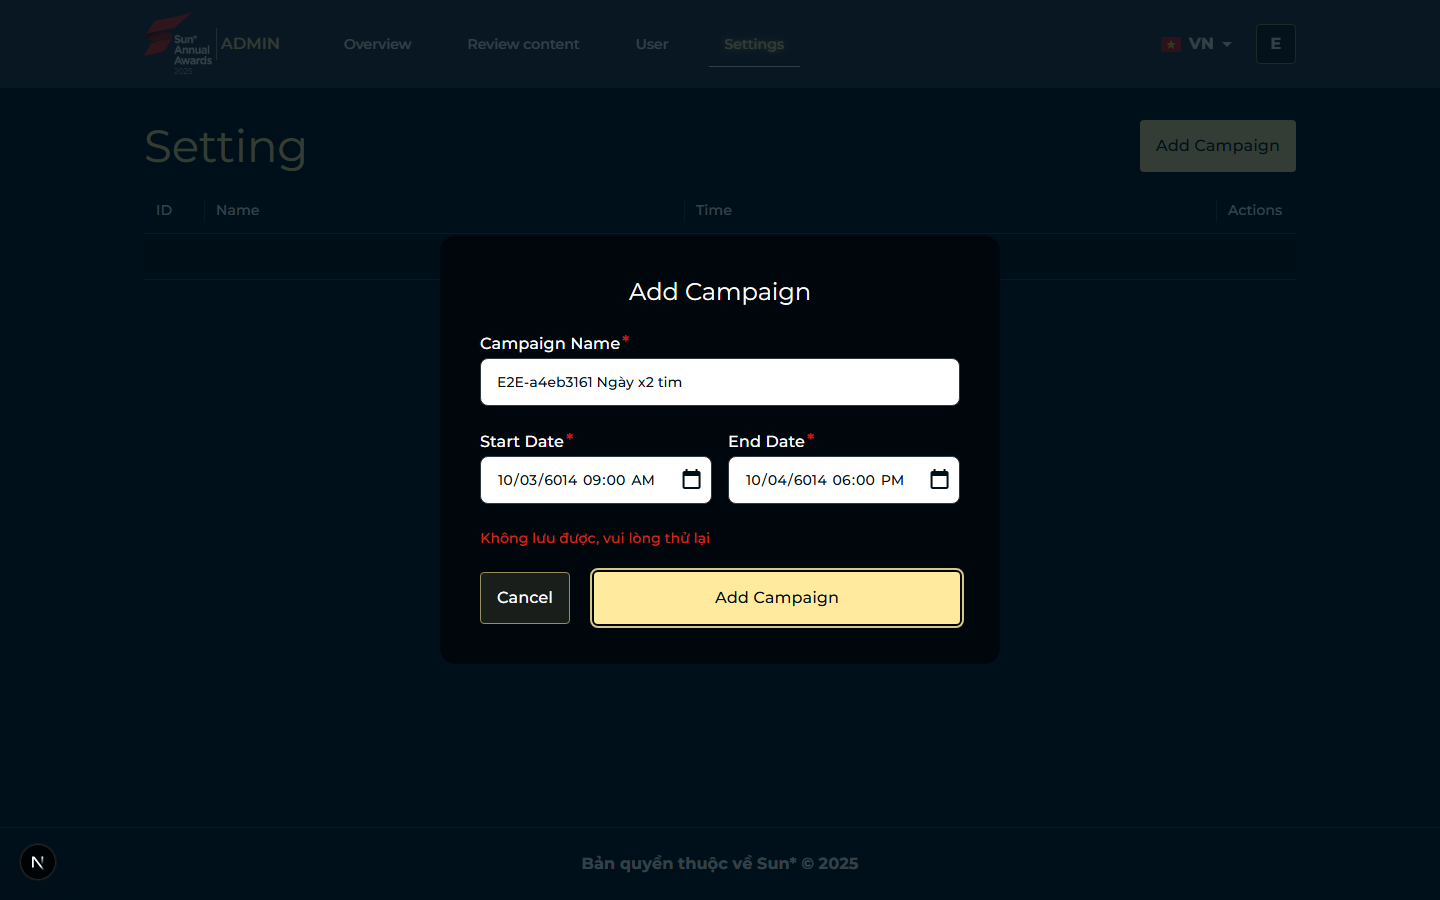 Sun*
Annual
Awards
2025
ADMIN
Overview
Review content
User
Settings
VN
E
Setting
Add Campaign
ID
Name
Time
Actions
Add Campaign
Campaign Name*
E2E-a4eb3161 Ngày x2 tim
Start Date*
End Date*
10/03/6014 09:00 AM
10/04/6014 06:00 PM
Không lưu được, vui lòng thử lại
Cancel
Add Campaign
N
Bản quyền thuộc về Sun* © 2025